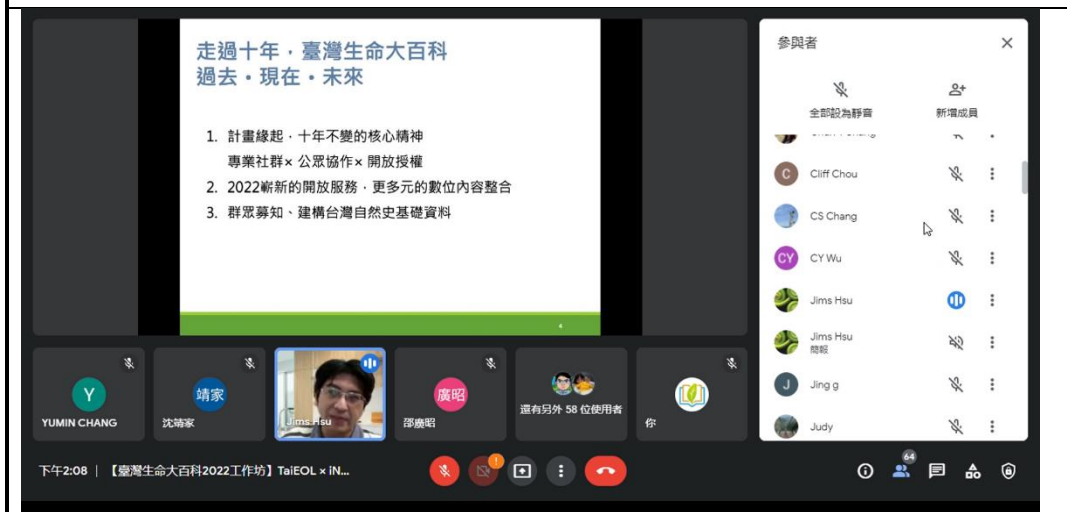 走過十年，臺灣生命大百科
過去・現在・未來
1. 計畫緣起，十年不變的核心精神
專業社群× 公眾協作× 開放授權
2. 2022嶄新的開放服務，更多元的數位內容整合
3. 群眾募知、建構台灣自然史基礎資料
參與者
全部設為靜音
新增成員
C
Cliff Chou
CS Chang
CY
CY Wu
Jims Hsu
Jims Hsu
簡報
J
Jing g
Judy
Y
YUMIN CHANG
靖家
沈靖家
Jims Hsu
廣昭
邵廣昭
還有另外 58 位使用者
你
下午2:08 | 【臺灣生命大百科2022工作坊】TaiEOL × iN...
64